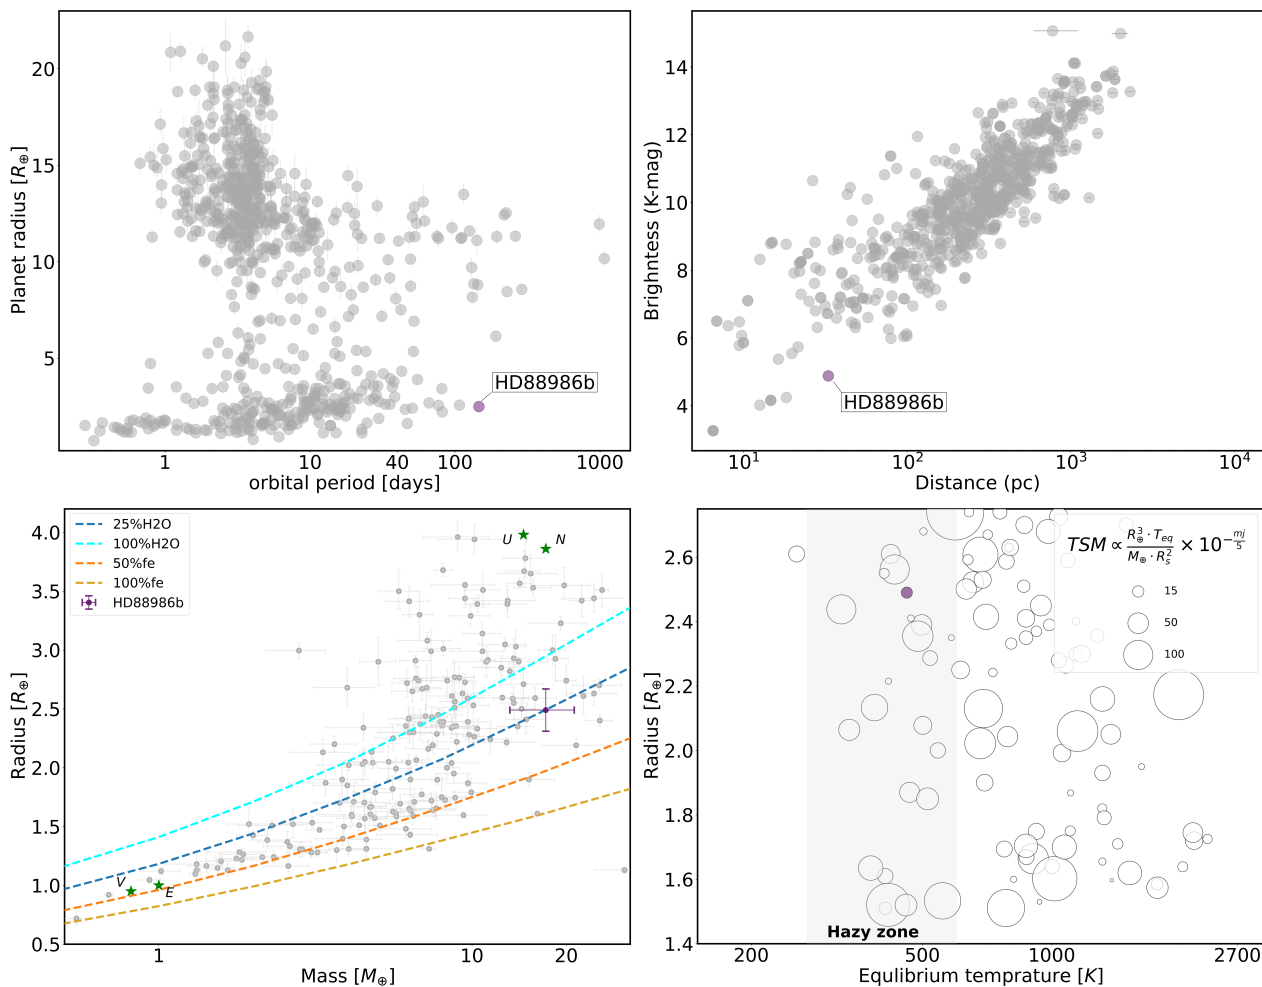 20
15
10
5
Planet radius [R⊕]
HD88986b
1 10 40 100 1000
orbital period [days]
14
12
10
8
6
4
Brighntess (K-mag)
HD88986b
10¹ 10² 10³ 10⁴
Distance (pc)
4.0
3.5
3.0
2.5
2.0
1.5
1.0
0.5
Radius [R⊕]
25%H2O
100%H2O
50%fe
100%fe
HD88986b
U N
V E
1 10 20
Mass [M⊕]
2.6
2.4
2.2
2.0
1.8
1.6
1.4
Radius [R⊕]
TSM ∝ R⊕³ · Teq / M⊕ · Rs² × 10^(-mj/5)
15
50
100
Hazy zone
200 500 1000 2700
Equlibrium temprature [K]